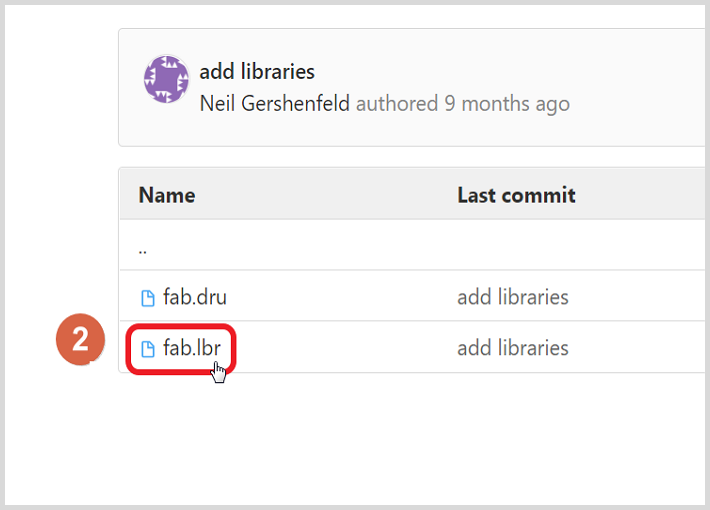 add libraries
Neil Gershenfeld authored 9 months ago
Name Last commit
..
fab.dru add libraries
2 fab.lbr add libraries